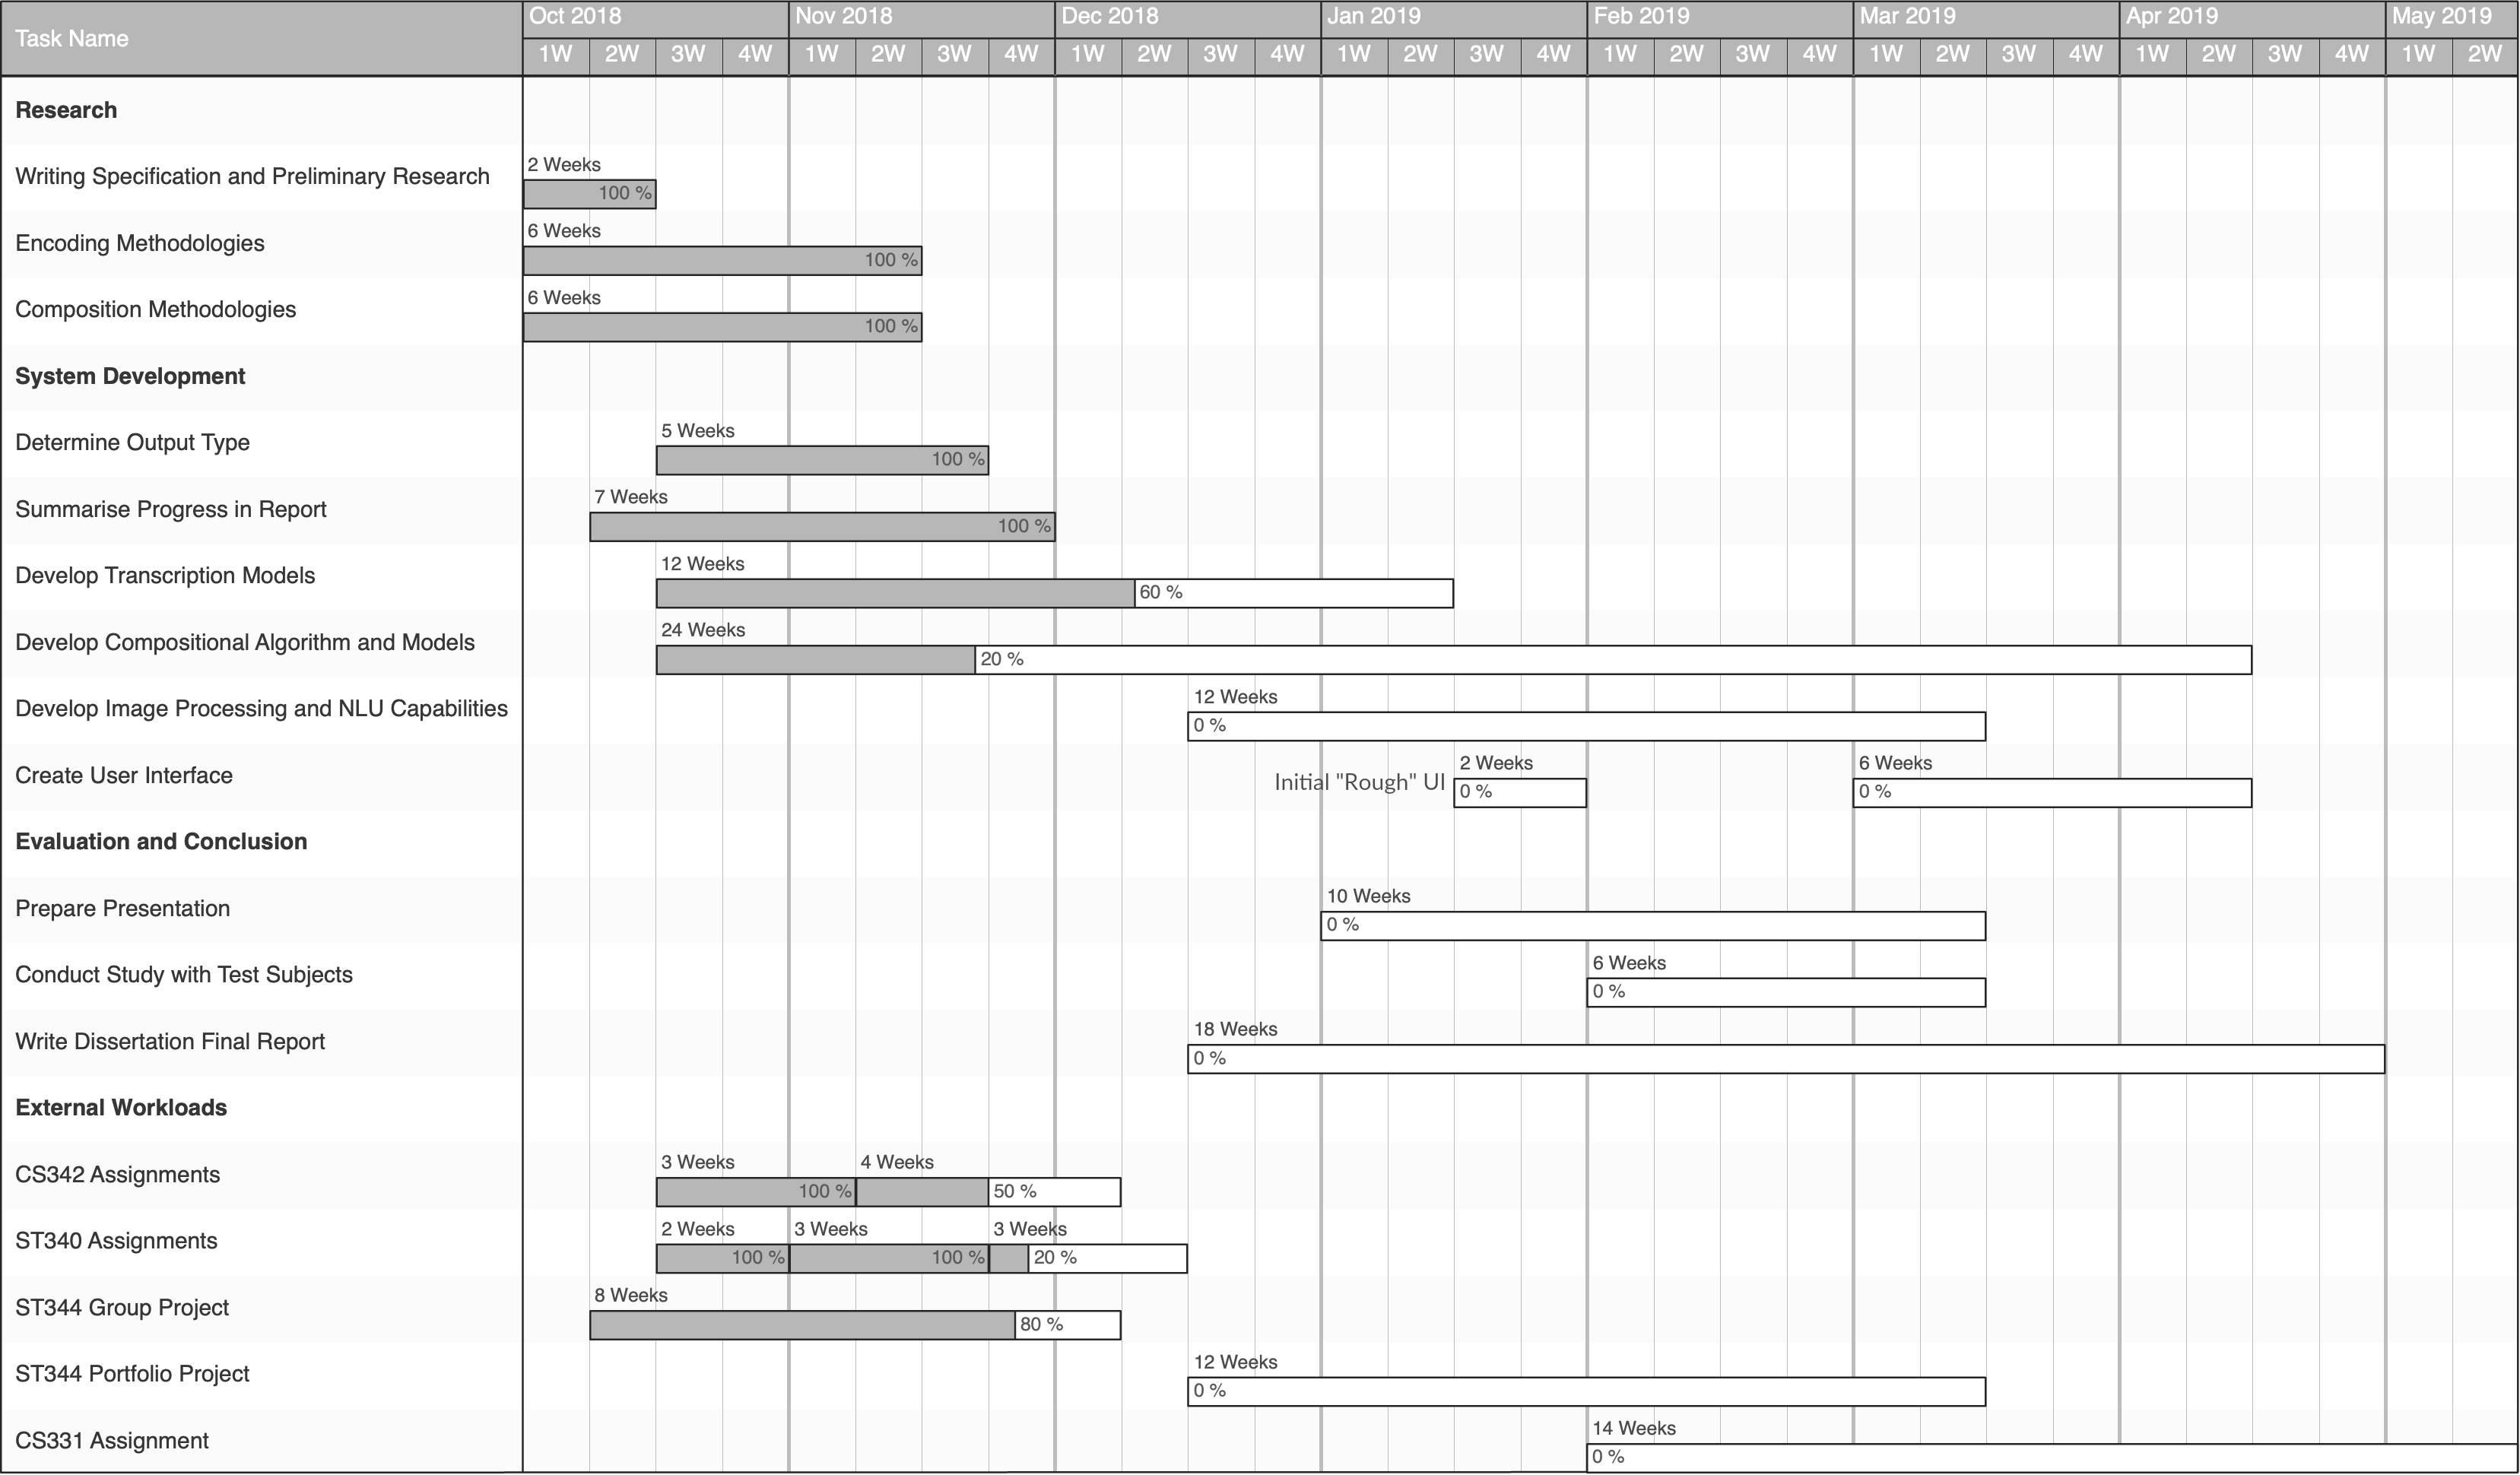 Task Name
Oct 2018 Nov 2018 Dec 2018 Jan 2019 Feb 2019 Mar 2019 Apr 2019 May 2019
1W 2W 3W 4W 1W 2W 3W 4W 1W 2W 3W 4W 1W 2W 3W 4W 1W 2W 3W 4W 1W 2W 3W 4W 1W 2W 3W 4W 1W 2W
Research
2 Weeks
Writing Specification and Preliminary Research
100 %
6 Weeks
Encoding Methodologies
100 %
6 Weeks
Composition Methodologies
100 %
System Development
5 Weeks
Determine Output Type
100 %
7 Weeks
Summarise Progress in Report
100 %
12 Weeks
Develop Transcription Models
60 %
24 Weeks
Develop Compositional Algorithm and Models
20 %
12 Weeks
Develop Image Processing and NLU Capabilities
0 %
2 Weeks 6 Weeks
Create User Interface
Initial "Rough" UI
0 % 0 %
Evaluation and Conclusion
10 Weeks
Prepare Presentation
0 %
6 Weeks
Conduct Study with Test Subjects
0 %
18 Weeks
Write Dissertation Final Report
0 %
External Workloads
3 Weeks 4 Weeks
CS342 Assignments
100 % 50 %
2 Weeks 3 Weeks 3 Weeks
ST340 Assignments
100 % 100 % 20 %
8 Weeks
ST344 Group Project
80 %
12 Weeks
ST344 Portfolio Project
0 %
14 Weeks
CS331 Assignment
0 %